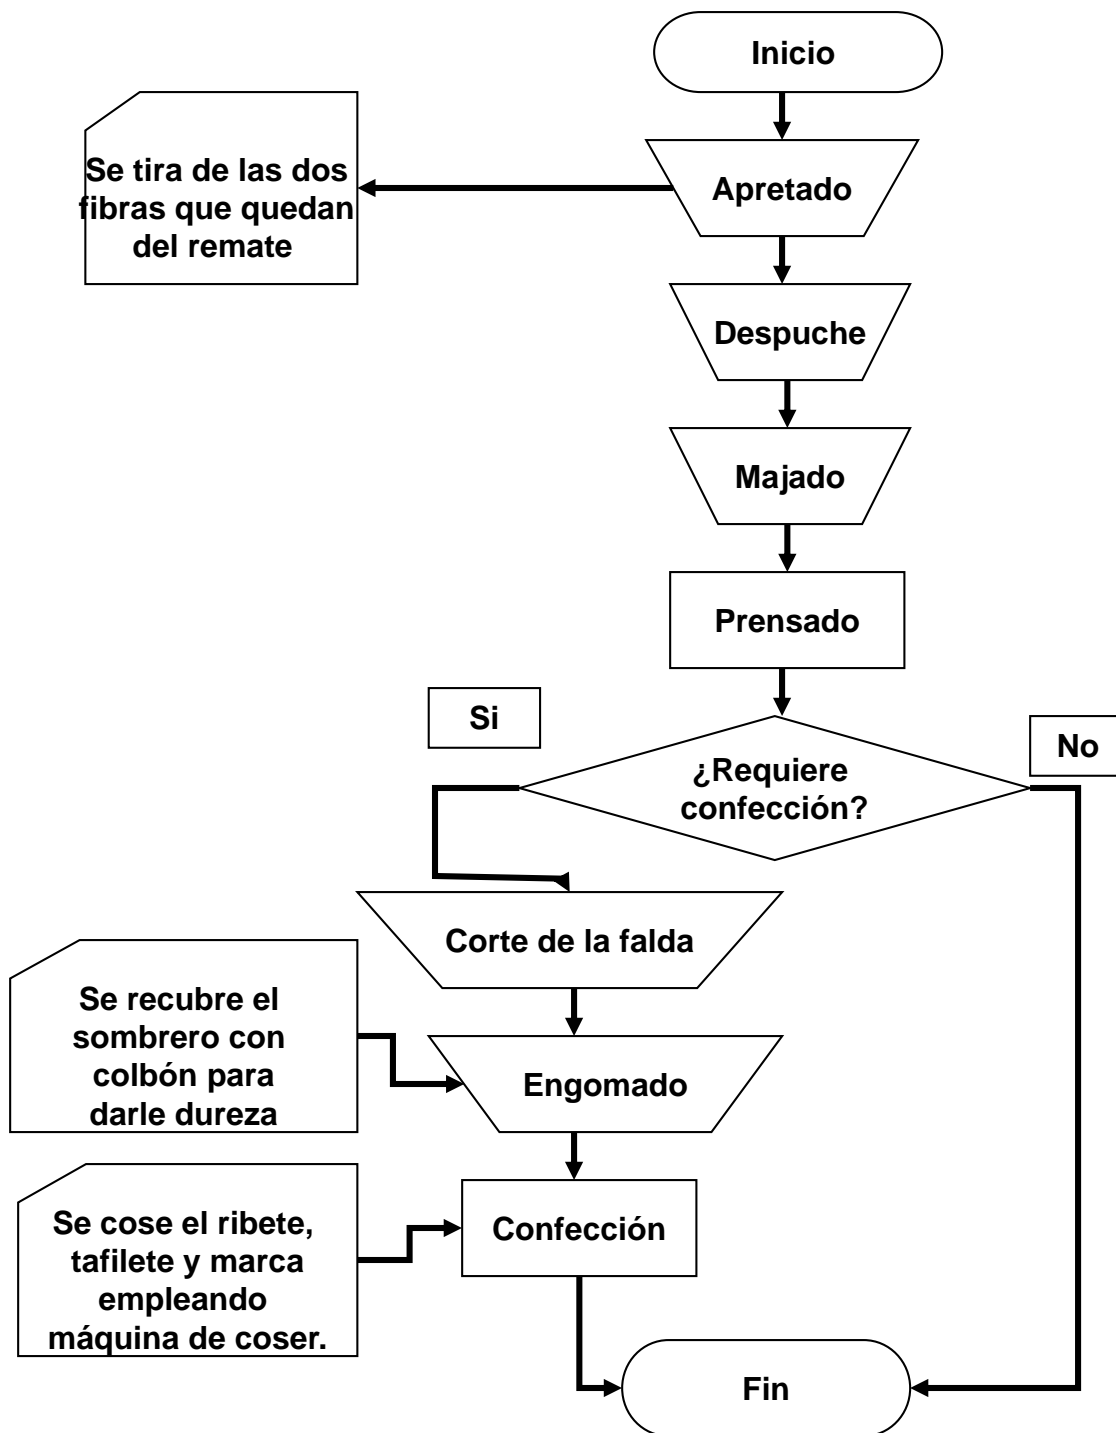 Inicio
Apretado
Se tira de las dos
fibras que quedan
del remate
Despuche
Majado
Prensado
Si
No
¿Requiere
confección?
Corte de la falda
Se recubre el
sombrero con
colbón para
darle dureza
Engomado
Se cose el ribete,
tafilete y marca
empleando
máquina de coser.
Confección
Fin